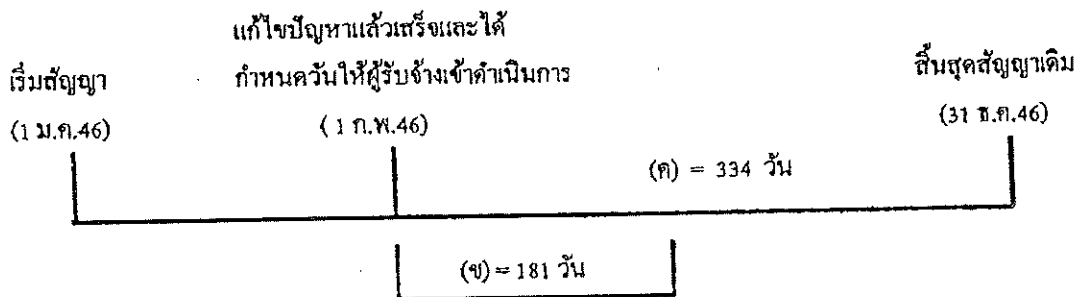 แก้ไขปัญหาแล้วเสร็จและได้
เริ่มสัญญา กำหนดวันให้ผู้รับจ้างเข้าดำเนินการ สิ้นสุดสัญญาเดิม
(1 ม.ค.46) (1 ก.พ.46) (31 ธ.ค.46)
(ค) = 334 วัน
(ข) = 181 วัน